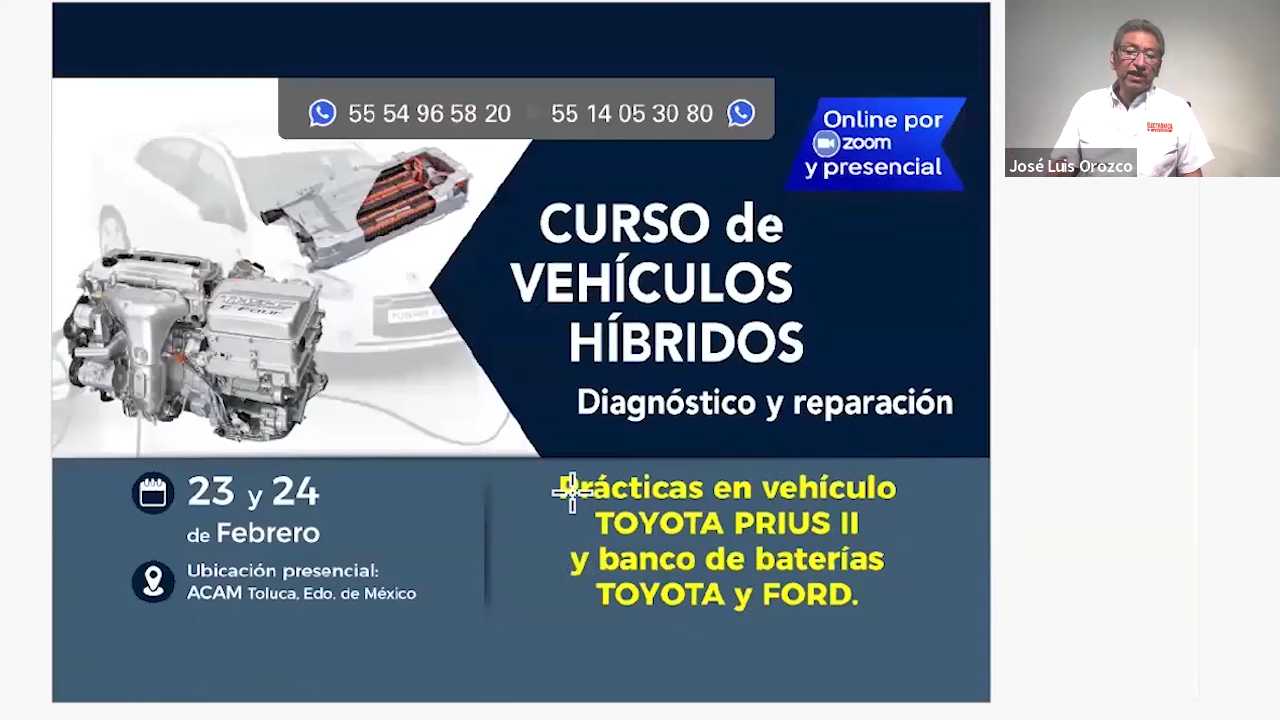 55 54 96 58 20
55 14 05 30 80
Online por
zoom
y presencial
CURSO de
VEHÍCULOS
HÍBRIDOS
Diagnóstico y reparación
23 y 24
de Febrero
Ubicación presencial:
ACAM Toluca, Edo. de México
Prácticas en vehículo
TOYOTA PRIUS II
y banco de baterías
TOYOTA y FORD.
ELECTRÓNICA
José Luis Orozco